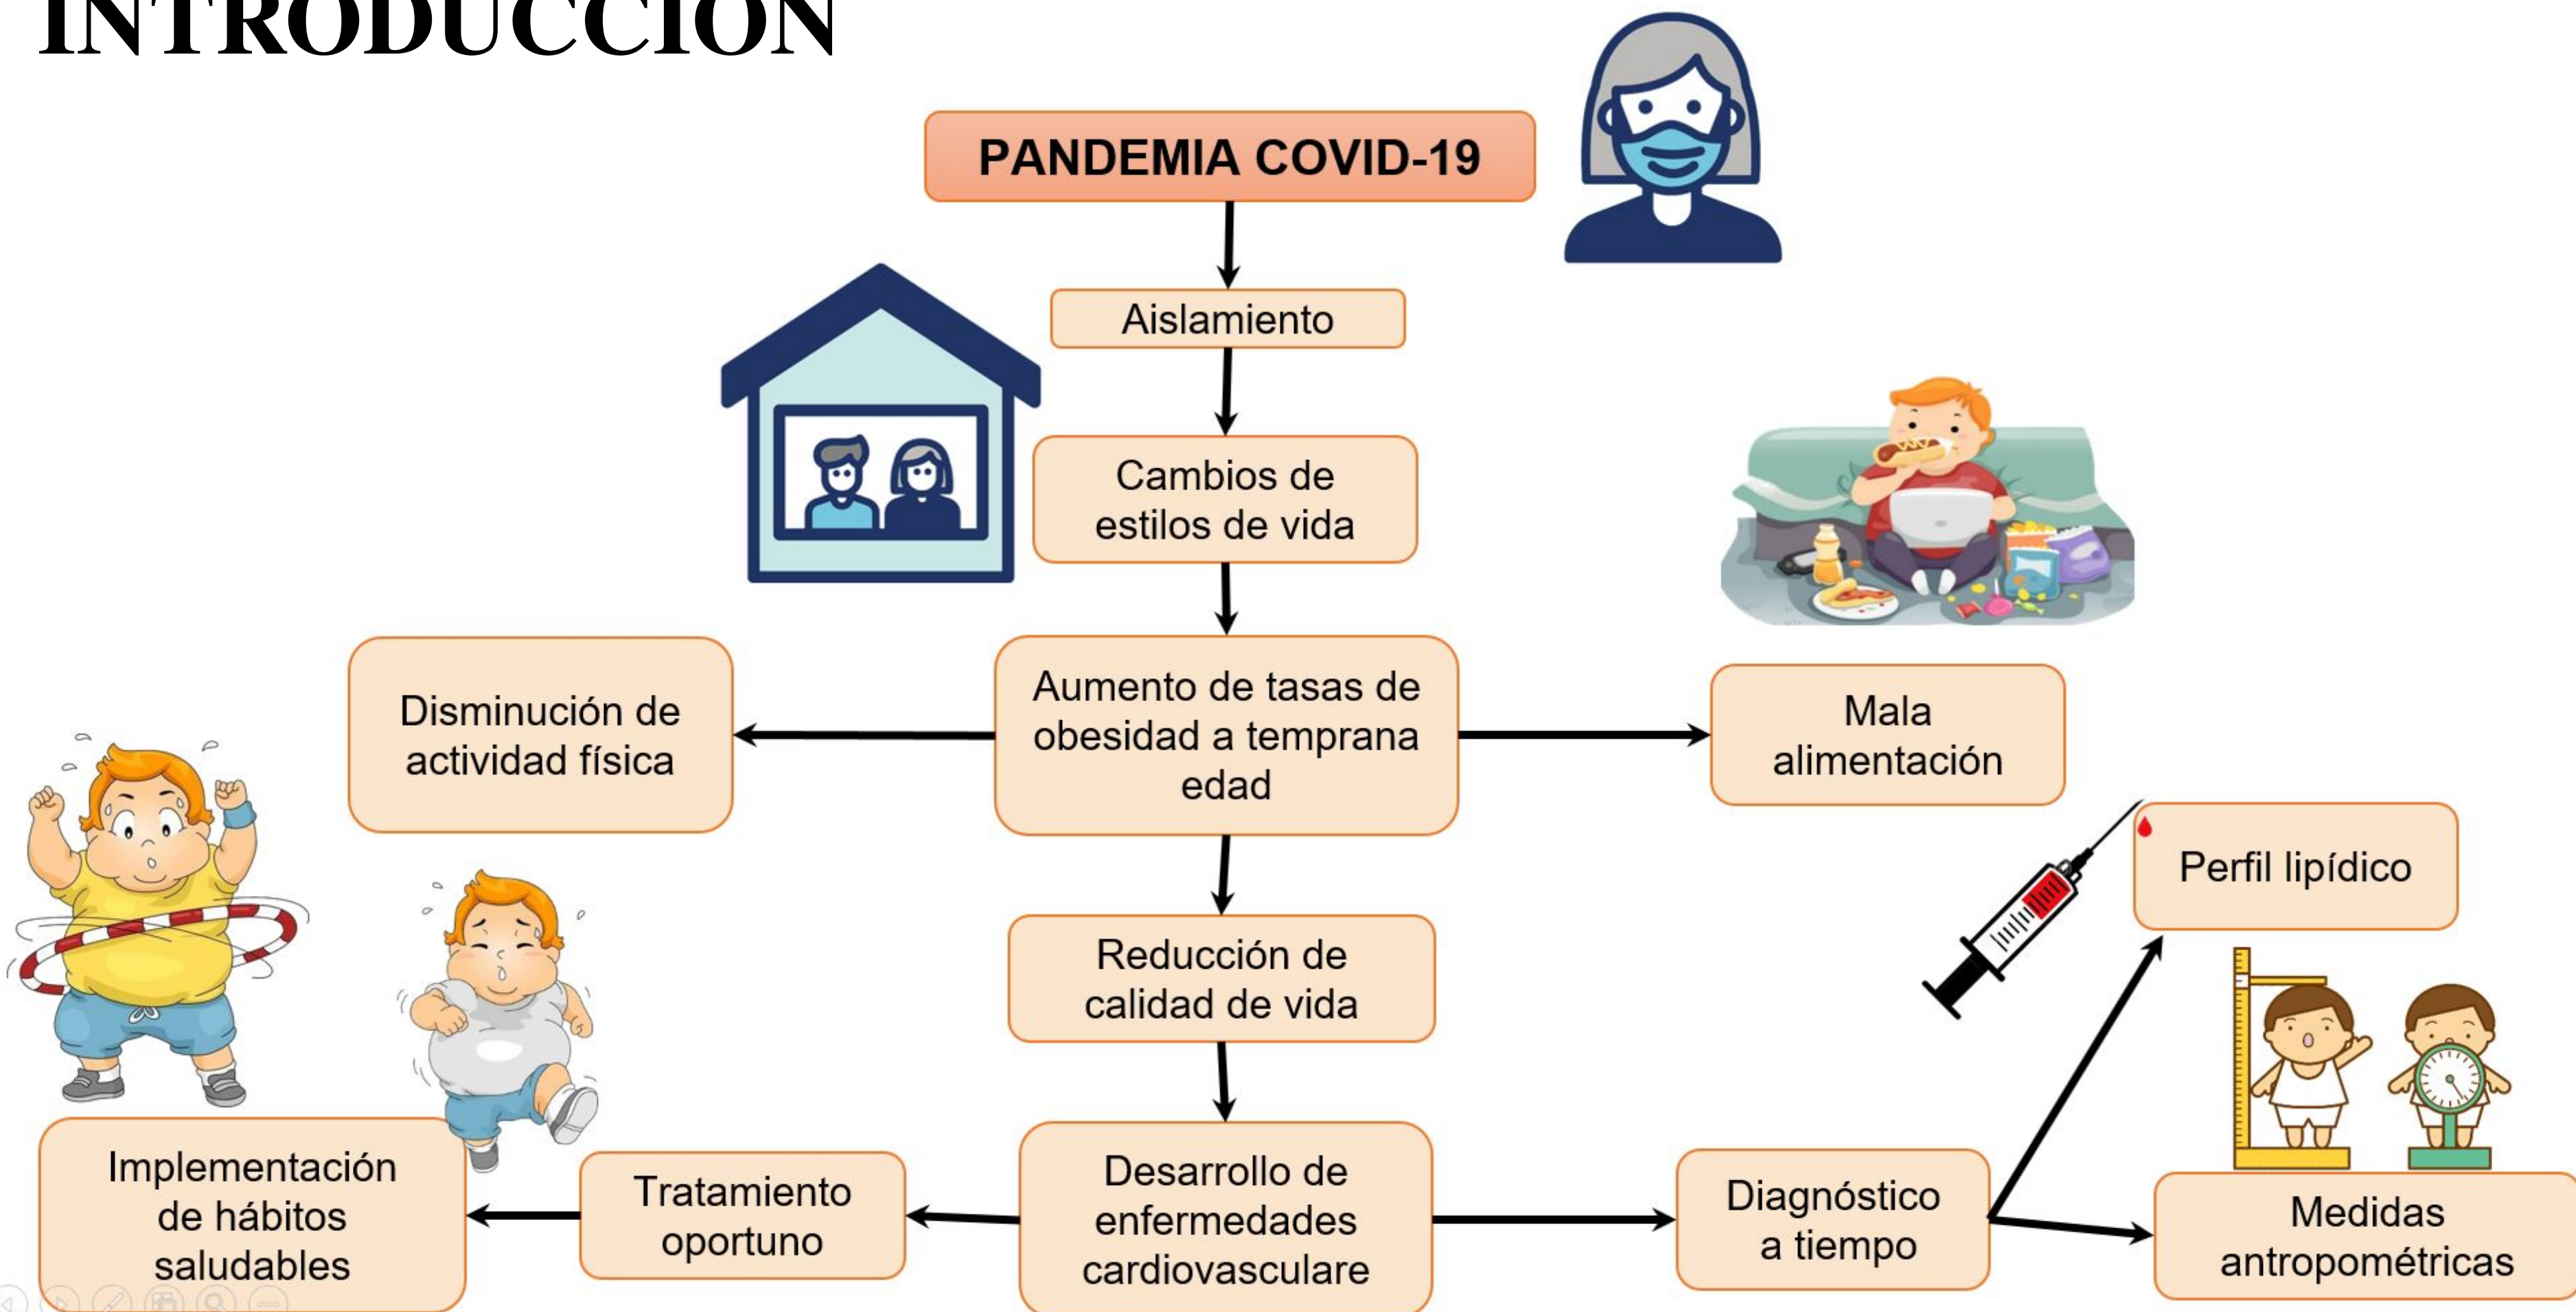 INTRODUCCIÓN
PANDEMIA COVID-19
Aislamiento
Cambios de
estilos de vida
Aumento de tasas de
obesidad a temprana
edad
Disminución de
actividad física
Mala
alimentación
Reducción de
calidad de vida
Perfil lipídico
Desarrollo de
enfermedades
cardiovasculare
Tratamiento
oportuno
Implementación
de hábitos
saludables
Diagnóstico
a tiempo
Medidas
antropométricas